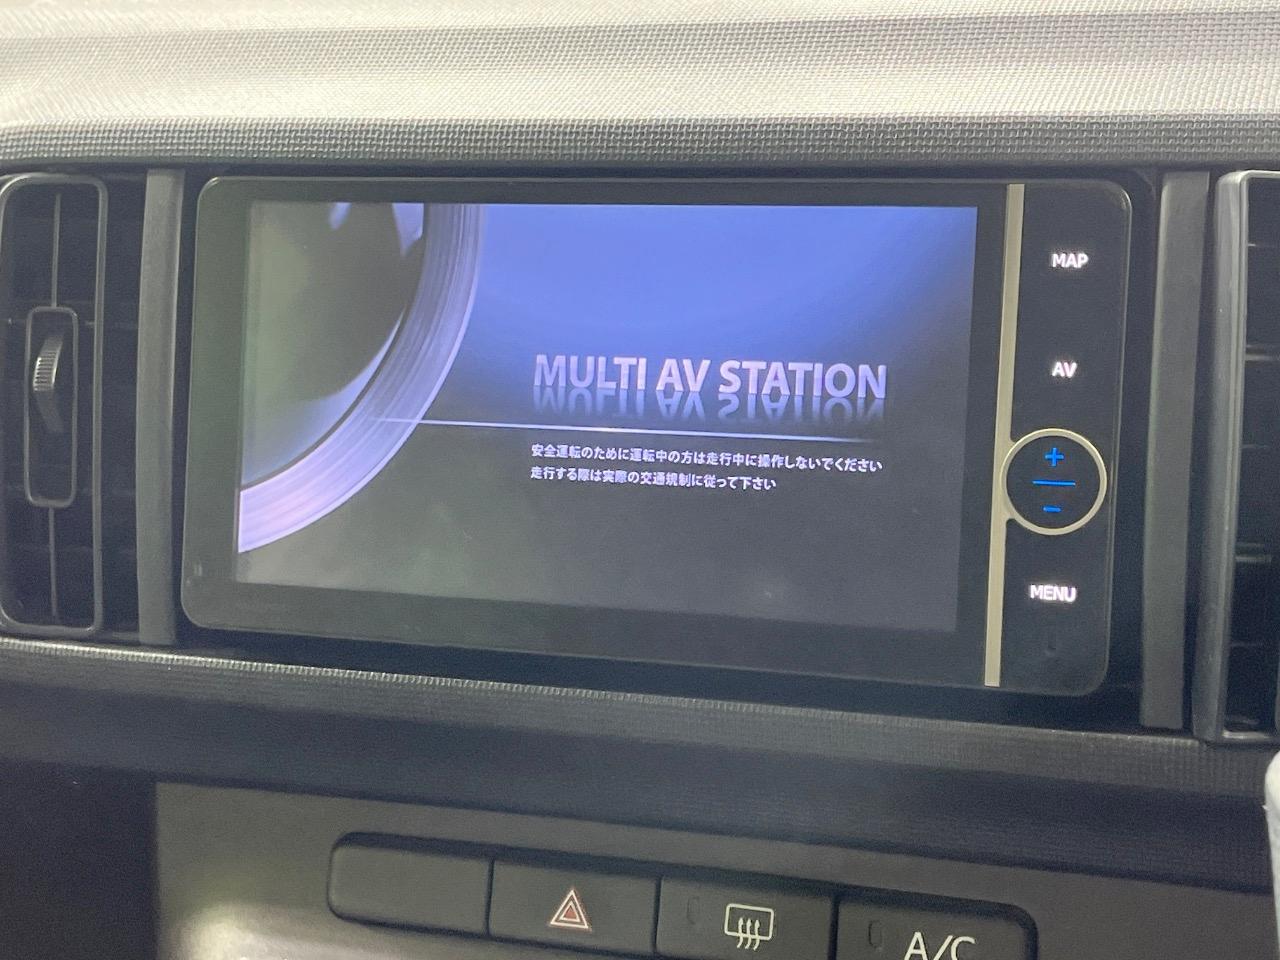 MAP
AV
MULTI AV STATION
安全運転のために運転中の方は走行中に操作しないでください
走行する際は実際の交通規制に従って下さい
+
-
MENU
A/C